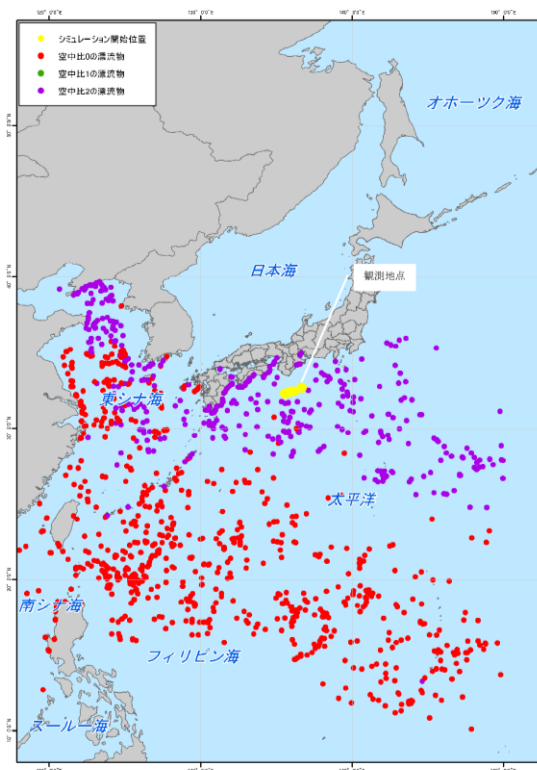 シミュレーション開始位置
空中比0の漂流物
空中比1の漂流物
空中比2の漂流物
オホーツク海
日本海
観測地点
東シナ海
太平洋
南シナ海
フィリピン海
スールー海